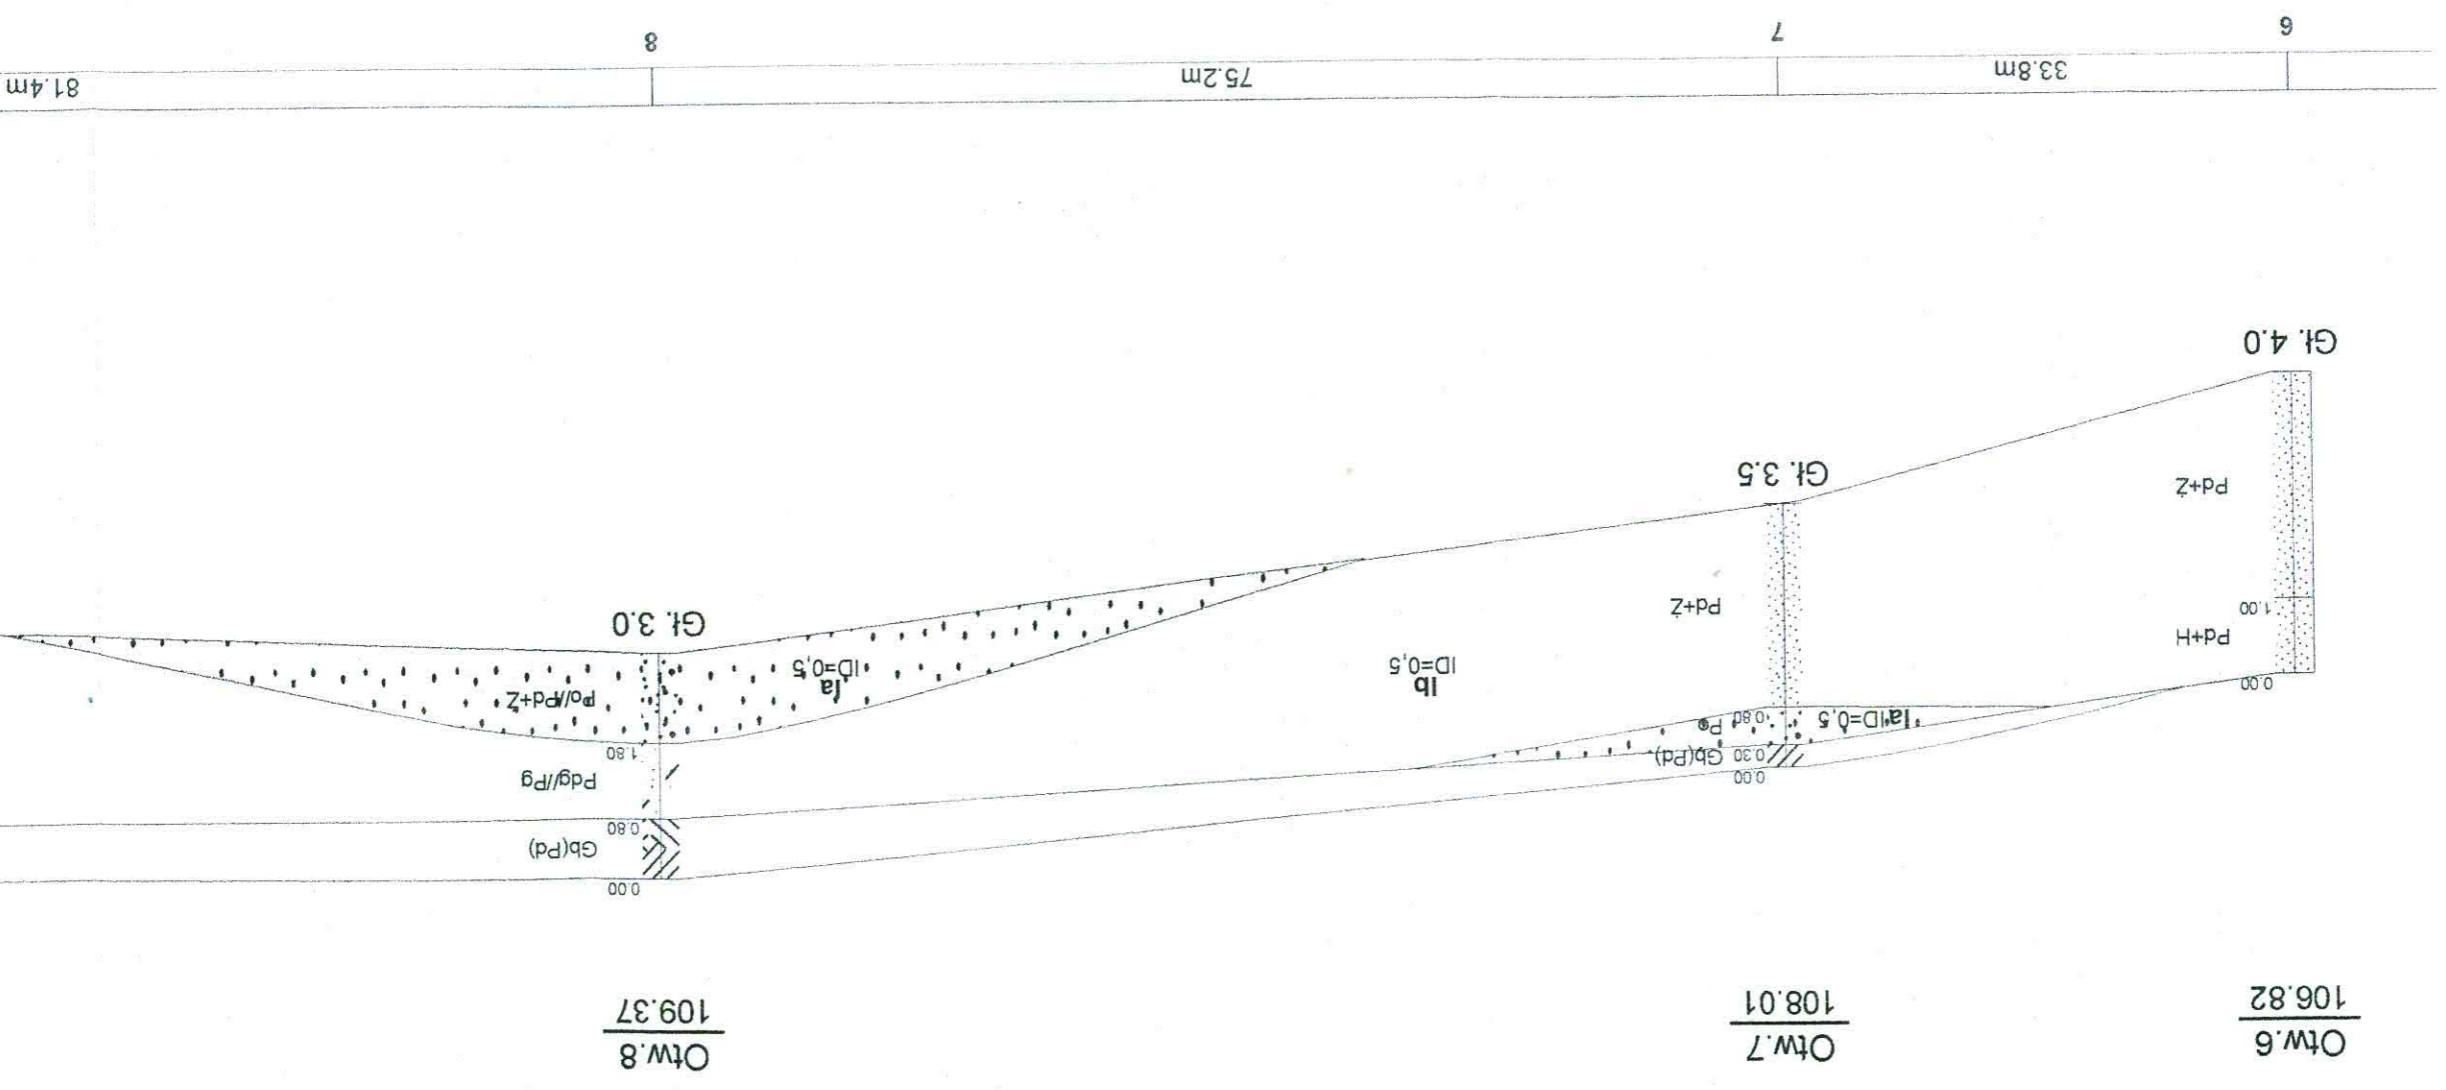 Otw.6
106.82
Otw.7
108.01
Otw.8
109.37
0.00
Pd+H
1.00
Pd+Ż
Gł. 4.0
0.00
0.30 Gb(Pd)
0.80
Ia ID=0,5
Pd+Ż
Gł. 3.5
Ib
ID=0,5
0.00
Gb(Pd)
0.80
Pdg//Pg
1.80
Ia
ID=0,5
Gł. 3.0
6
33.8m
7
75.2m
8
81.4m